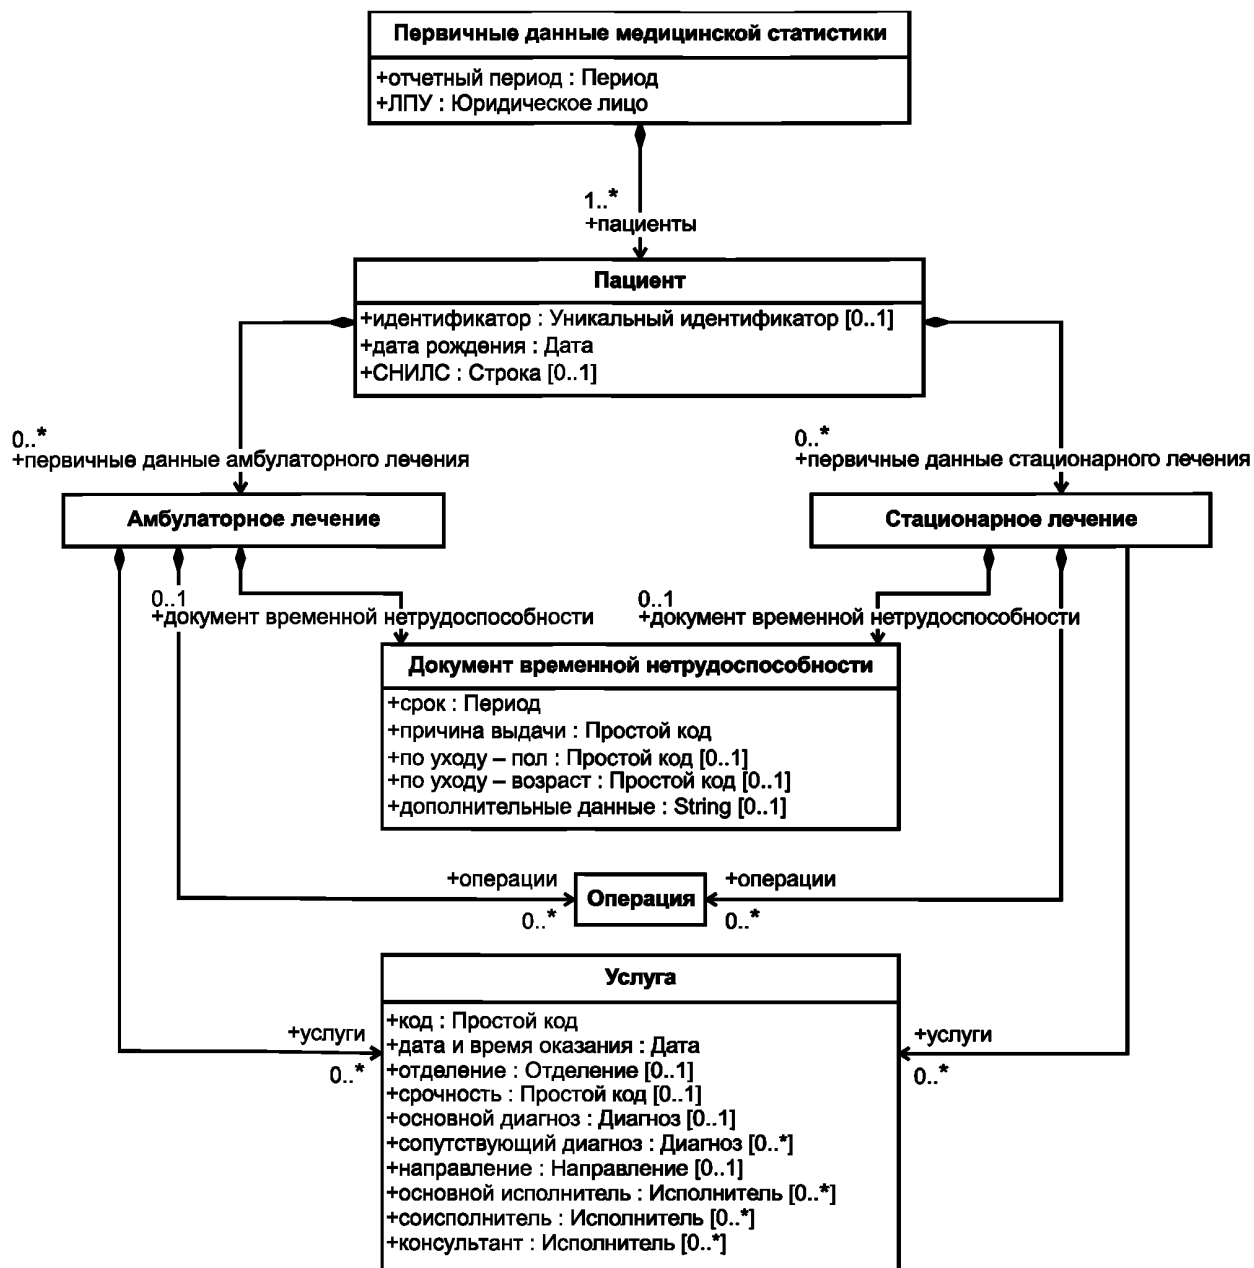 Первичные данные медицинской статистики
+отчетный период : Период
+ЛПУ : Юридическое лицо
1..*
+пациенты
Пациент
+идентификатор : Уникальный идентификатор [0..1]
+дата рождения : Дата
+СНИЛС : Строка [0..1]
0..*
+первичные данные амбулаторного лечения
0..*
+первичные данные стационарного лечения
Амбулаторное лечение
Стационарное лечение
0..1
+документ временной нетрудоспособности
0..1
+документ временной нетрудоспособности
Документ временной нетрудоспособности
+срок : Период
+причина выдачи : Простой код
+по уходу – пол : Простой код [0..1]
+по уходу – возраст : Простой код [0..1]
+дополнительные данные : String [0..1]
+операции
0..*
Операция
+операции
0..*
Услуга
+услуги
0..*
+код : Простой код
+дата и время оказания : Дата
+отделение : Отделение [0..1]
+срочность : Простой код [0..1]
+основной диагноз : Диагноз [0..1]
+сопутствующий диагноз : Диагноз [0..*]
+направление : Направление [0..1]
+основной исполнитель : Исполнитель [0..*]
+соисполнитель : Исполнитель [0..*]
+консультант : Исполнитель [0..*]
+услуги
0..*